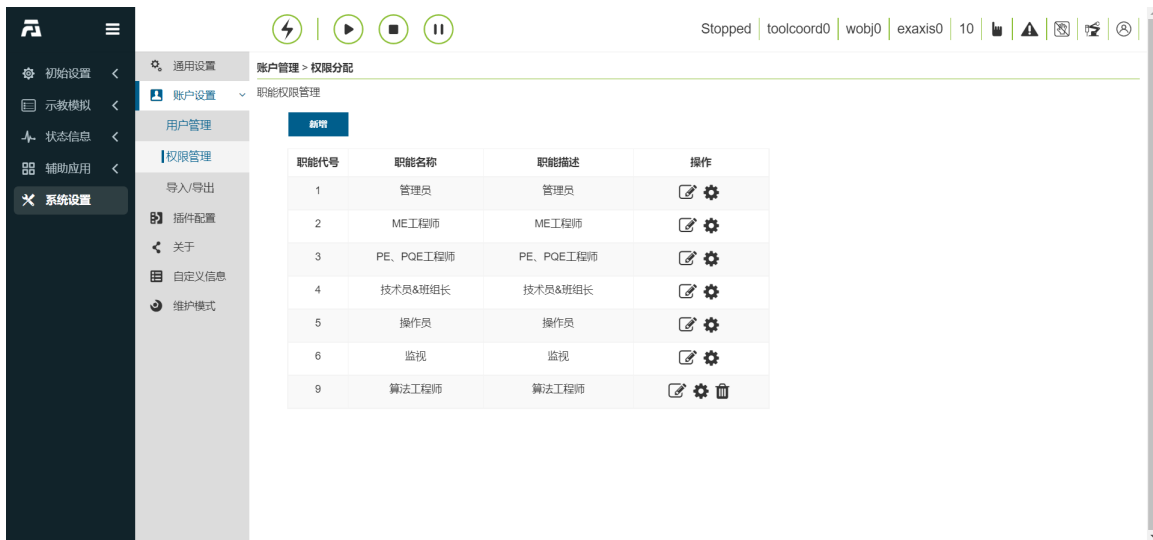 Stopped toolcoord0 wobj0 exaxis0 10
初始设置
示教模拟
状态信息
辅助应用
系统设置
通用设置
账户设置
用户管理
权限管理
导入/导出
插件配置
关于
自定义信息
维护模式
账户管理 > 权限分配
职能权限管理
新增
职能代号 职能名称 职能描述 操作
1 管理员 管理员
2 ME工程师 ME工程师
3 PE、PQE工程师 PE、PQE工程师
4 技术员&班组长 技术员&班组长
5 操作员 操作员
6 监视 监视
9 算法工程师 算法工程师